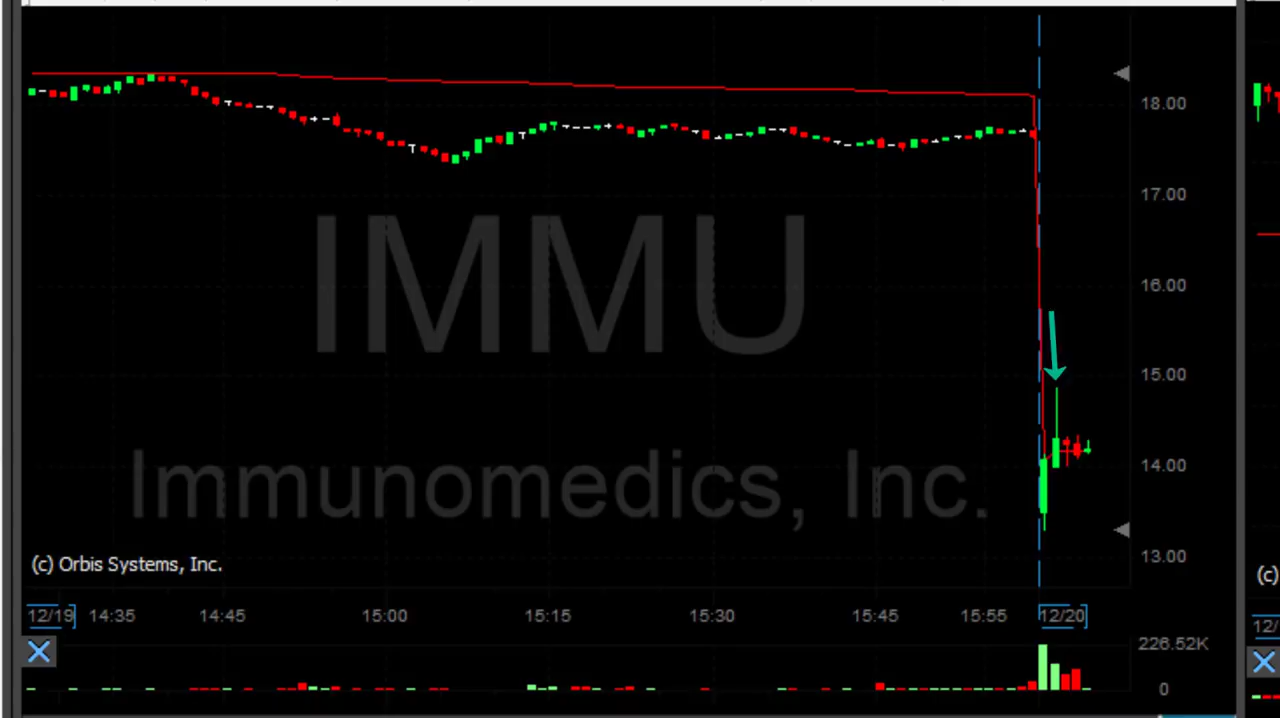 18.00
17.00
16.00
15.00
14.00
13.00
IMMU
Immunomedics, Inc.
(c) Orbis Systems, Inc.
(c)
12/19 14:35 14:45 15:00 15:15 15:30 15:45 15:55 12/20
12/
226.52K
0